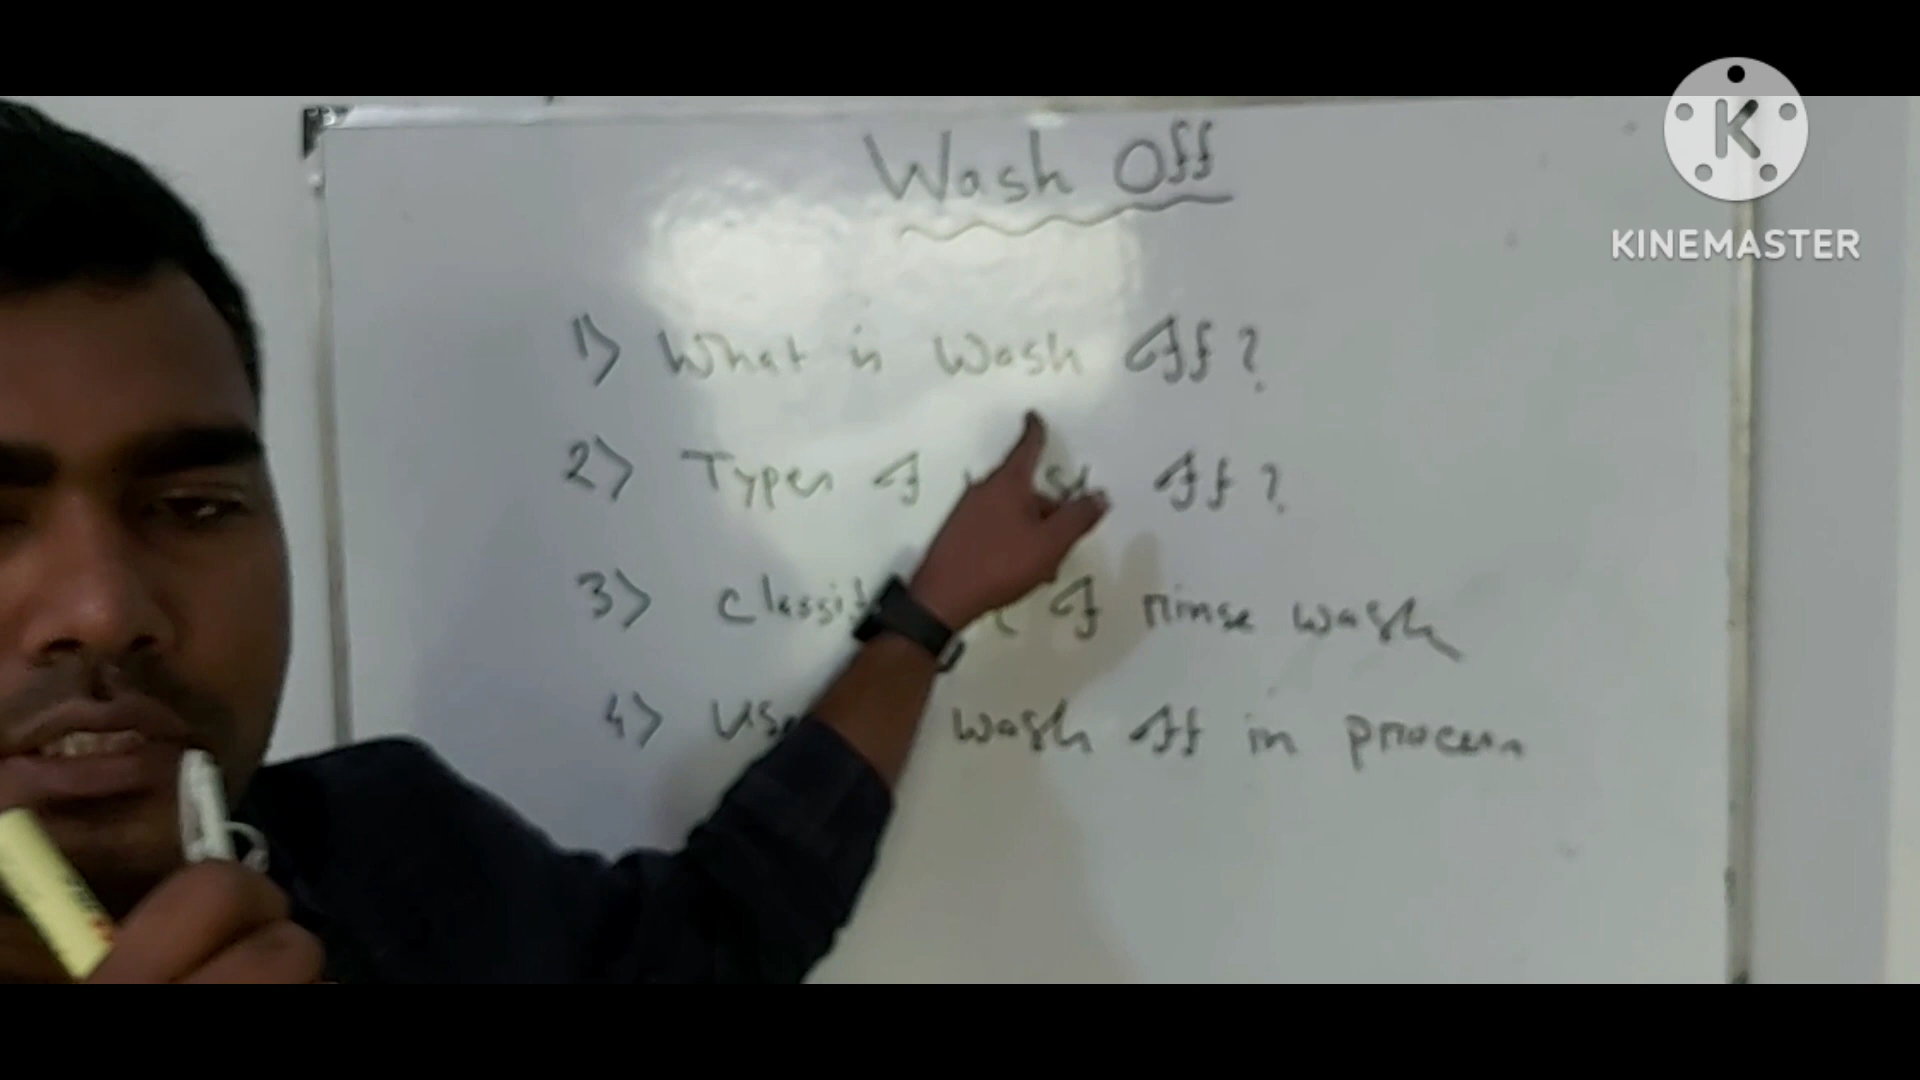 Wash Off
K
KINEMASTER
1) What is Wash off?
2) Types of off?
3) of rinse wash
4) wash off in process